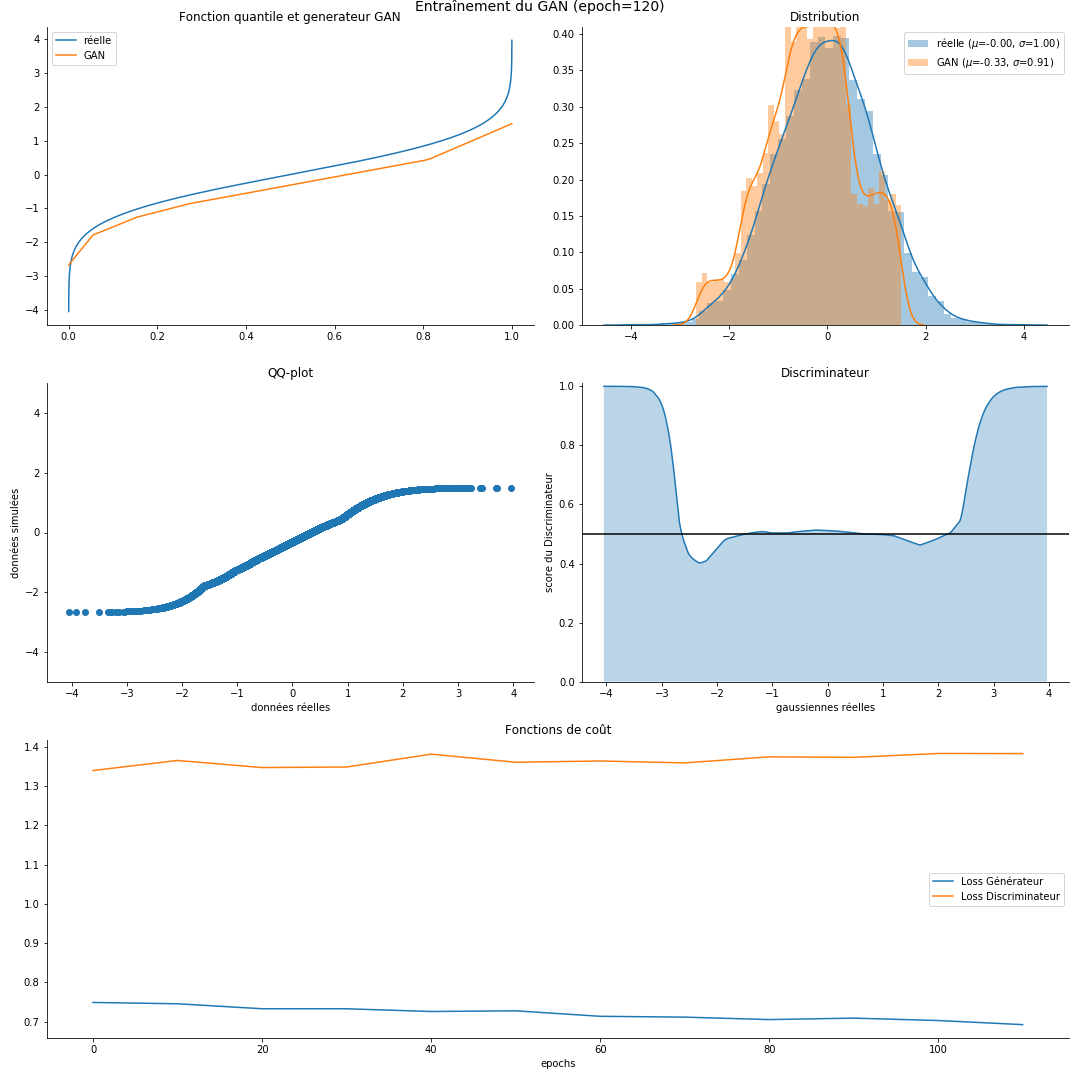 Entraînement du GAN (epoch=120)
Fonction quantile et generateur GAN
réelle
GAN
4
3
2
1
0
−1
−2
−3
−4
0.0 0.2 0.4 0.6 0.8 1.0
Distribution
réelle (μ=-0.00, σ=1.00)
GAN (μ=-0.33, σ=0.91)
0.40
0.35
0.30
0.25
0.20
0.15
0.10
0.05
0.00
−4 −2 0 2 4
QQ-plot
données simulées
4
2
0
−2
−4
−4 −3 −2 −1 0 1 2 3 4
données réelles
Discriminateur
score du Discriminateur
1.0
0.8
0.6
0.4
0.2
0.0
−4 −3 −2 −1 0 1 2 3 4
gaussiennes réelles
Fonctions de coût
1.4
1.3
1.2
1.1
1.0
0.9
0.8
0.7
Loss Générateur
Loss Discriminateur
0 20 40 60 80 100
epochs